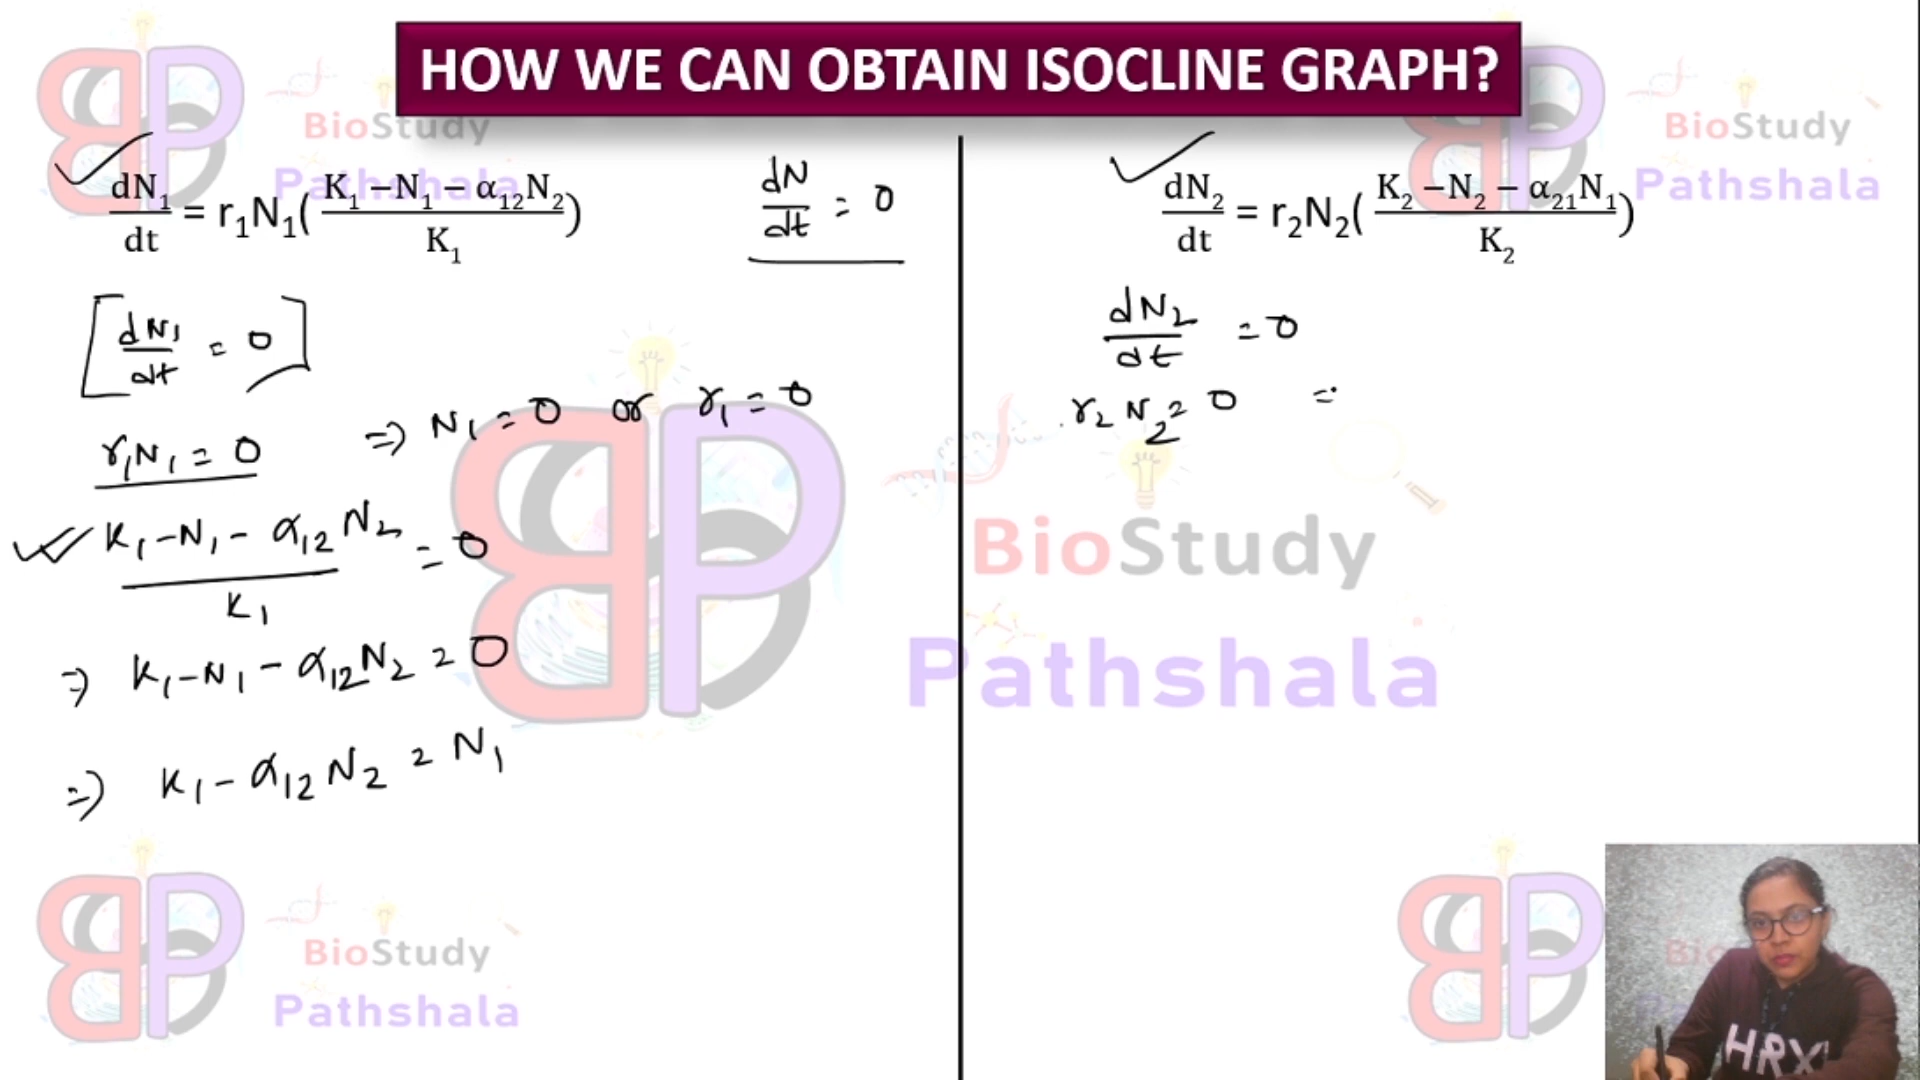 HOW WE CAN OBTAIN ISOCLINE GRAPH?
BioStudy
Pathshala
BioStudy
Pathshala
dN₁/dt = r₁N₁( (K₁ –N₁ – α₁₂N₂)/K₁ )
dN/dt = 0
[dN₁/dt = 0]
r₁N₁ = 0 ⇒ N₁ = 0 or r₁ = 0
K₁-N₁- α₁₂N₂ / K₁ = 0
⇒ K₁-N₁ - α₁₂N₂ = 0
⇒ K₁ - α₁₂N₂ = N₁
dN₂/dt = r₂N₂( (K₂ –N₂ – α₂₁N₁)/K₂ )
dN₂/dt = 0
r₂N₂ = 0 =
BioStudy
Pathshala
BioStudy
Pathshala
HRX